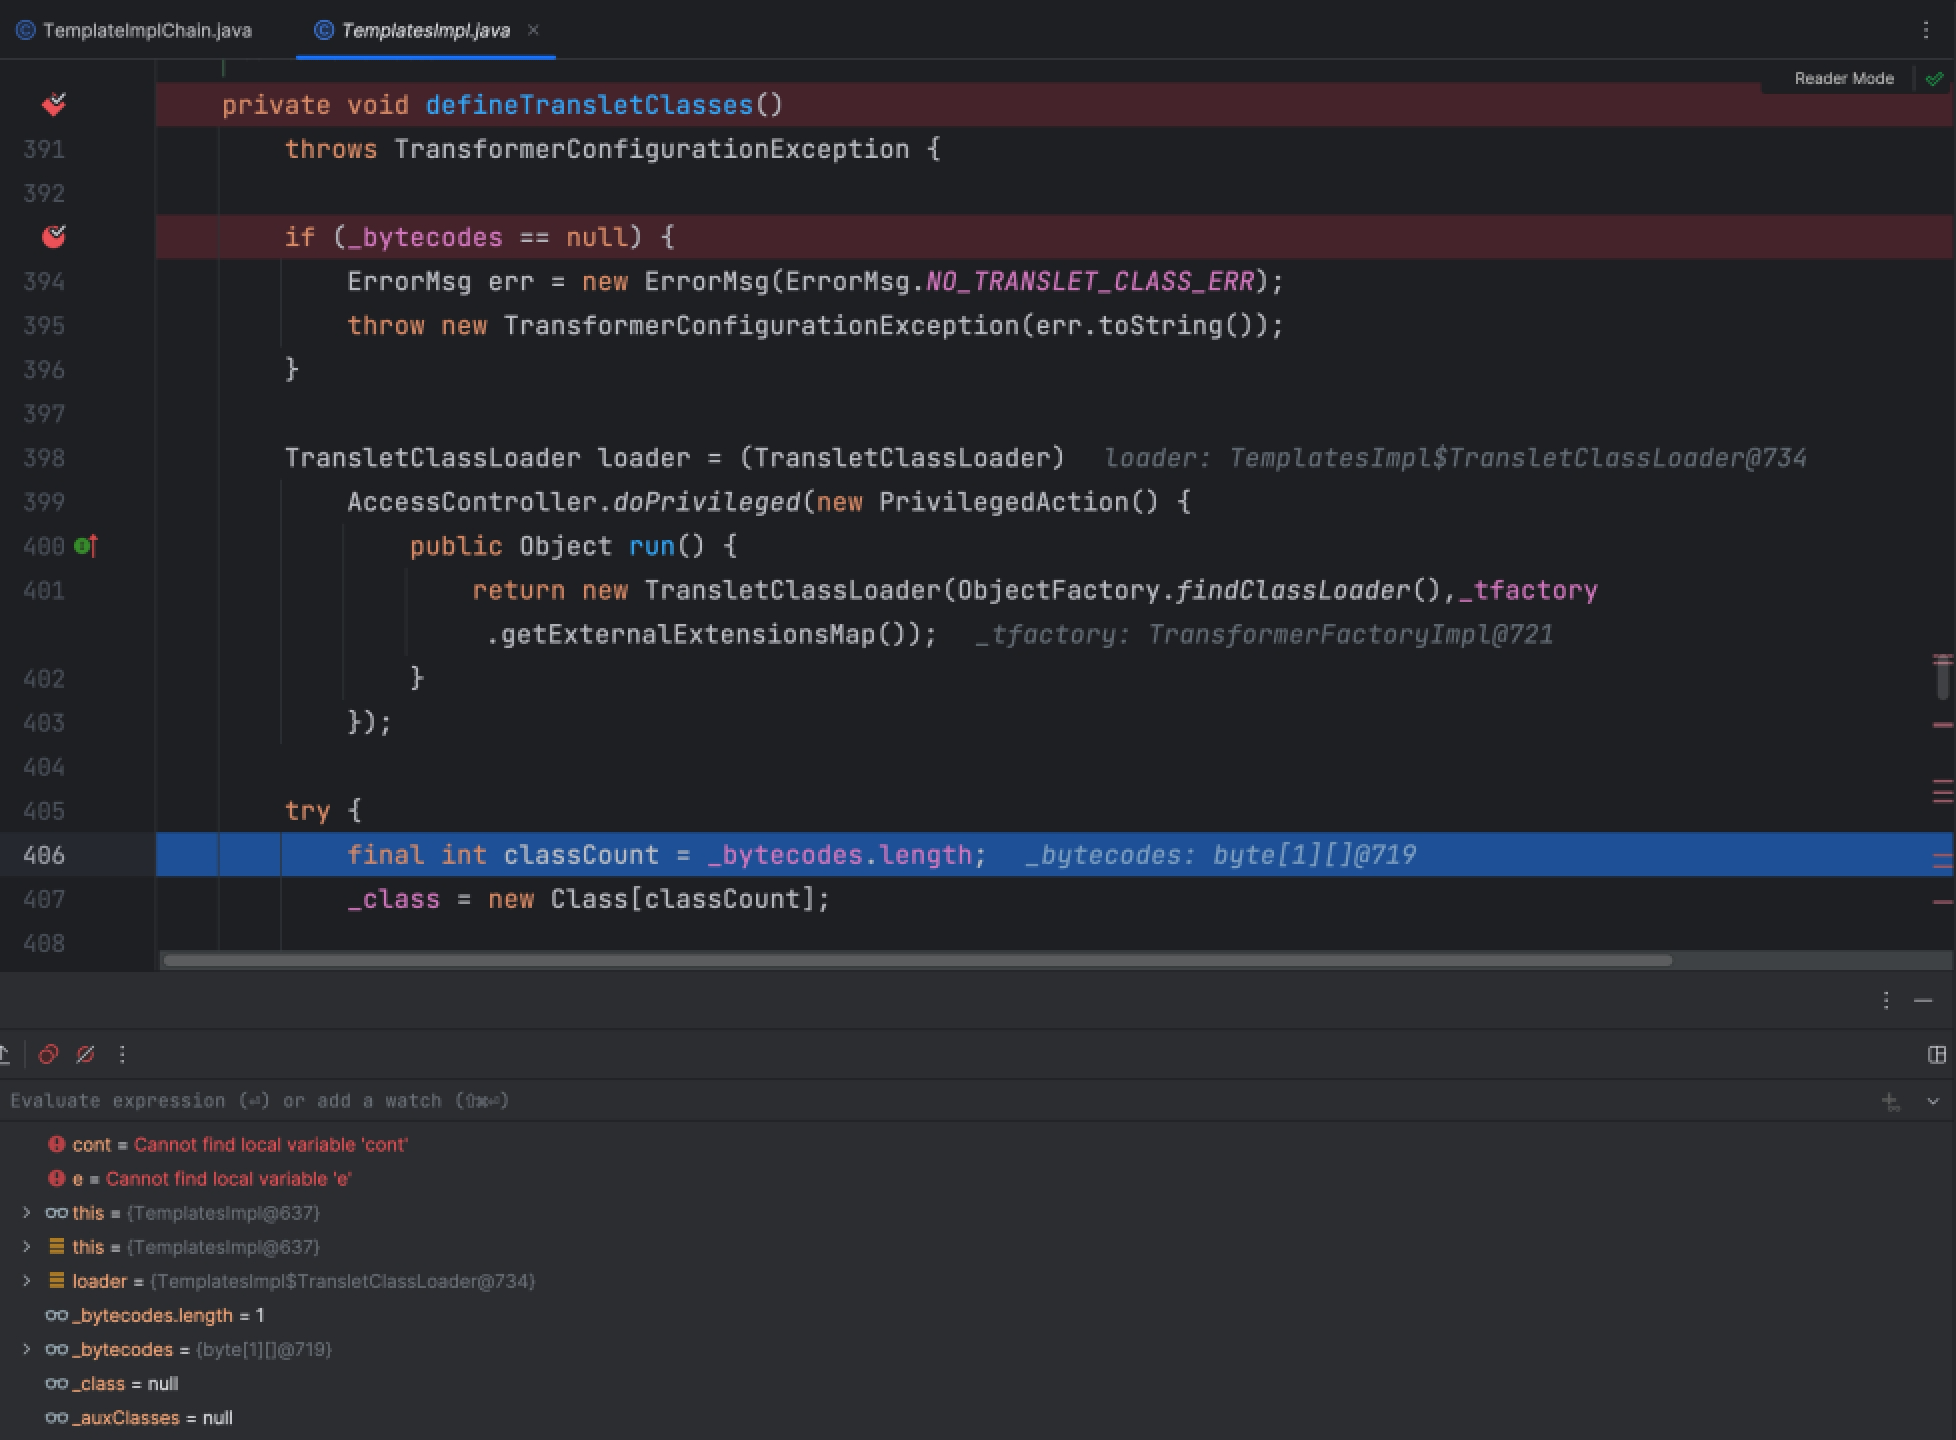 TemplateImplChain.java
TemplatesImpl.java
Reader Mode
private void defineTransletClasses()
391 throws TransformerConfigurationException {
392
if (_bytecodes == null) {
394 ErrorMsg err = new ErrorMsg(ErrorMsg.NO_TRANSLET_CLASS_ERR);
395 throw new TransformerConfigurationException(err.toString());
396 }
397
398 TransletClassLoader loader = (TransletClassLoader) loader: TemplatesImpl$TransletClassLoader@734
399 AccessController.doPrivileged(new PrivilegedAction() {
400 public Object run() {
401 return new TransletClassLoader(ObjectFactory.findClassLoader(),_tfactory
.getExternalExtensionsMap()); _tfactory: TransformerFactoryImpl@721
402 }
403 });
404
405 try {
406 final int classCount = _bytecodes.length; _bytecodes: byte[1][]@719
407 _class = new Class[classCount];
408
Evaluate expression (⏎) or add a watch (⇧⌘⏎)
cont = Cannot find local variable 'cont'
e = Cannot find local variable 'e'
this = {TemplatesImpl@637}
this = {TemplatesImpl@637}
loader = {TemplatesImpl$TransletClassLoader@734}
_bytecodes.length = 1
_bytecodes = {byte[1][]@719}
_class = null
_auxClasses = null